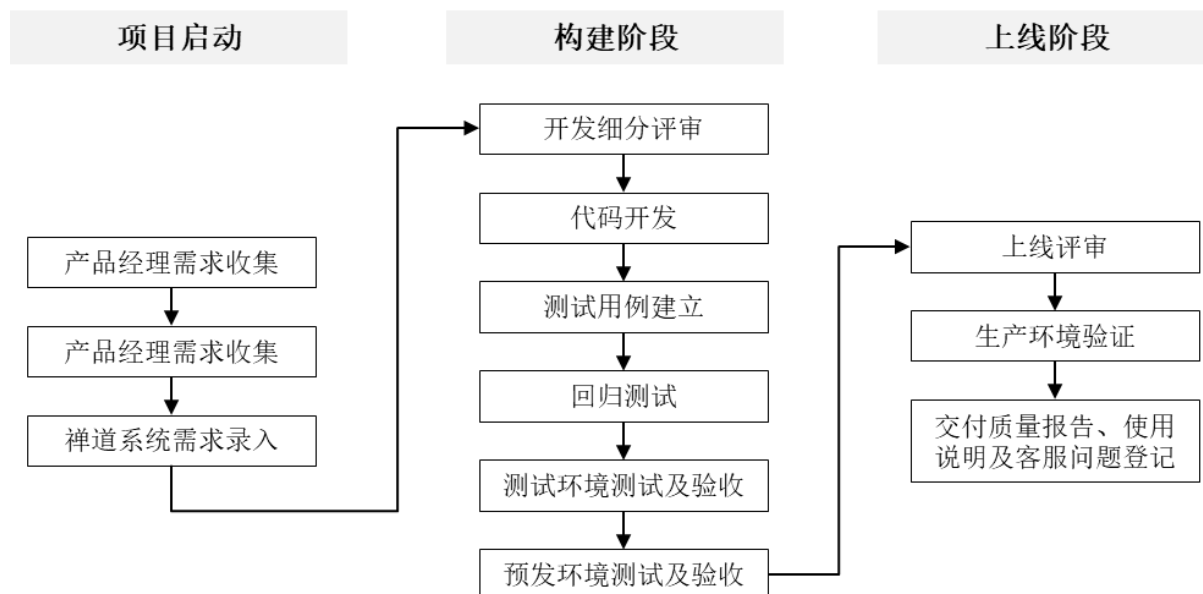 项目启动
产品经理需求收集
产品经理需求收集
禅道系统需求录入
构建阶段
开发细分评审
代码开发
测试用例建立
回归测试
测试环境测试及验收
预发环境测试及验收
上线阶段
上线评审
生产环境验证
交付质量报告、使用
说明及客服问题登记